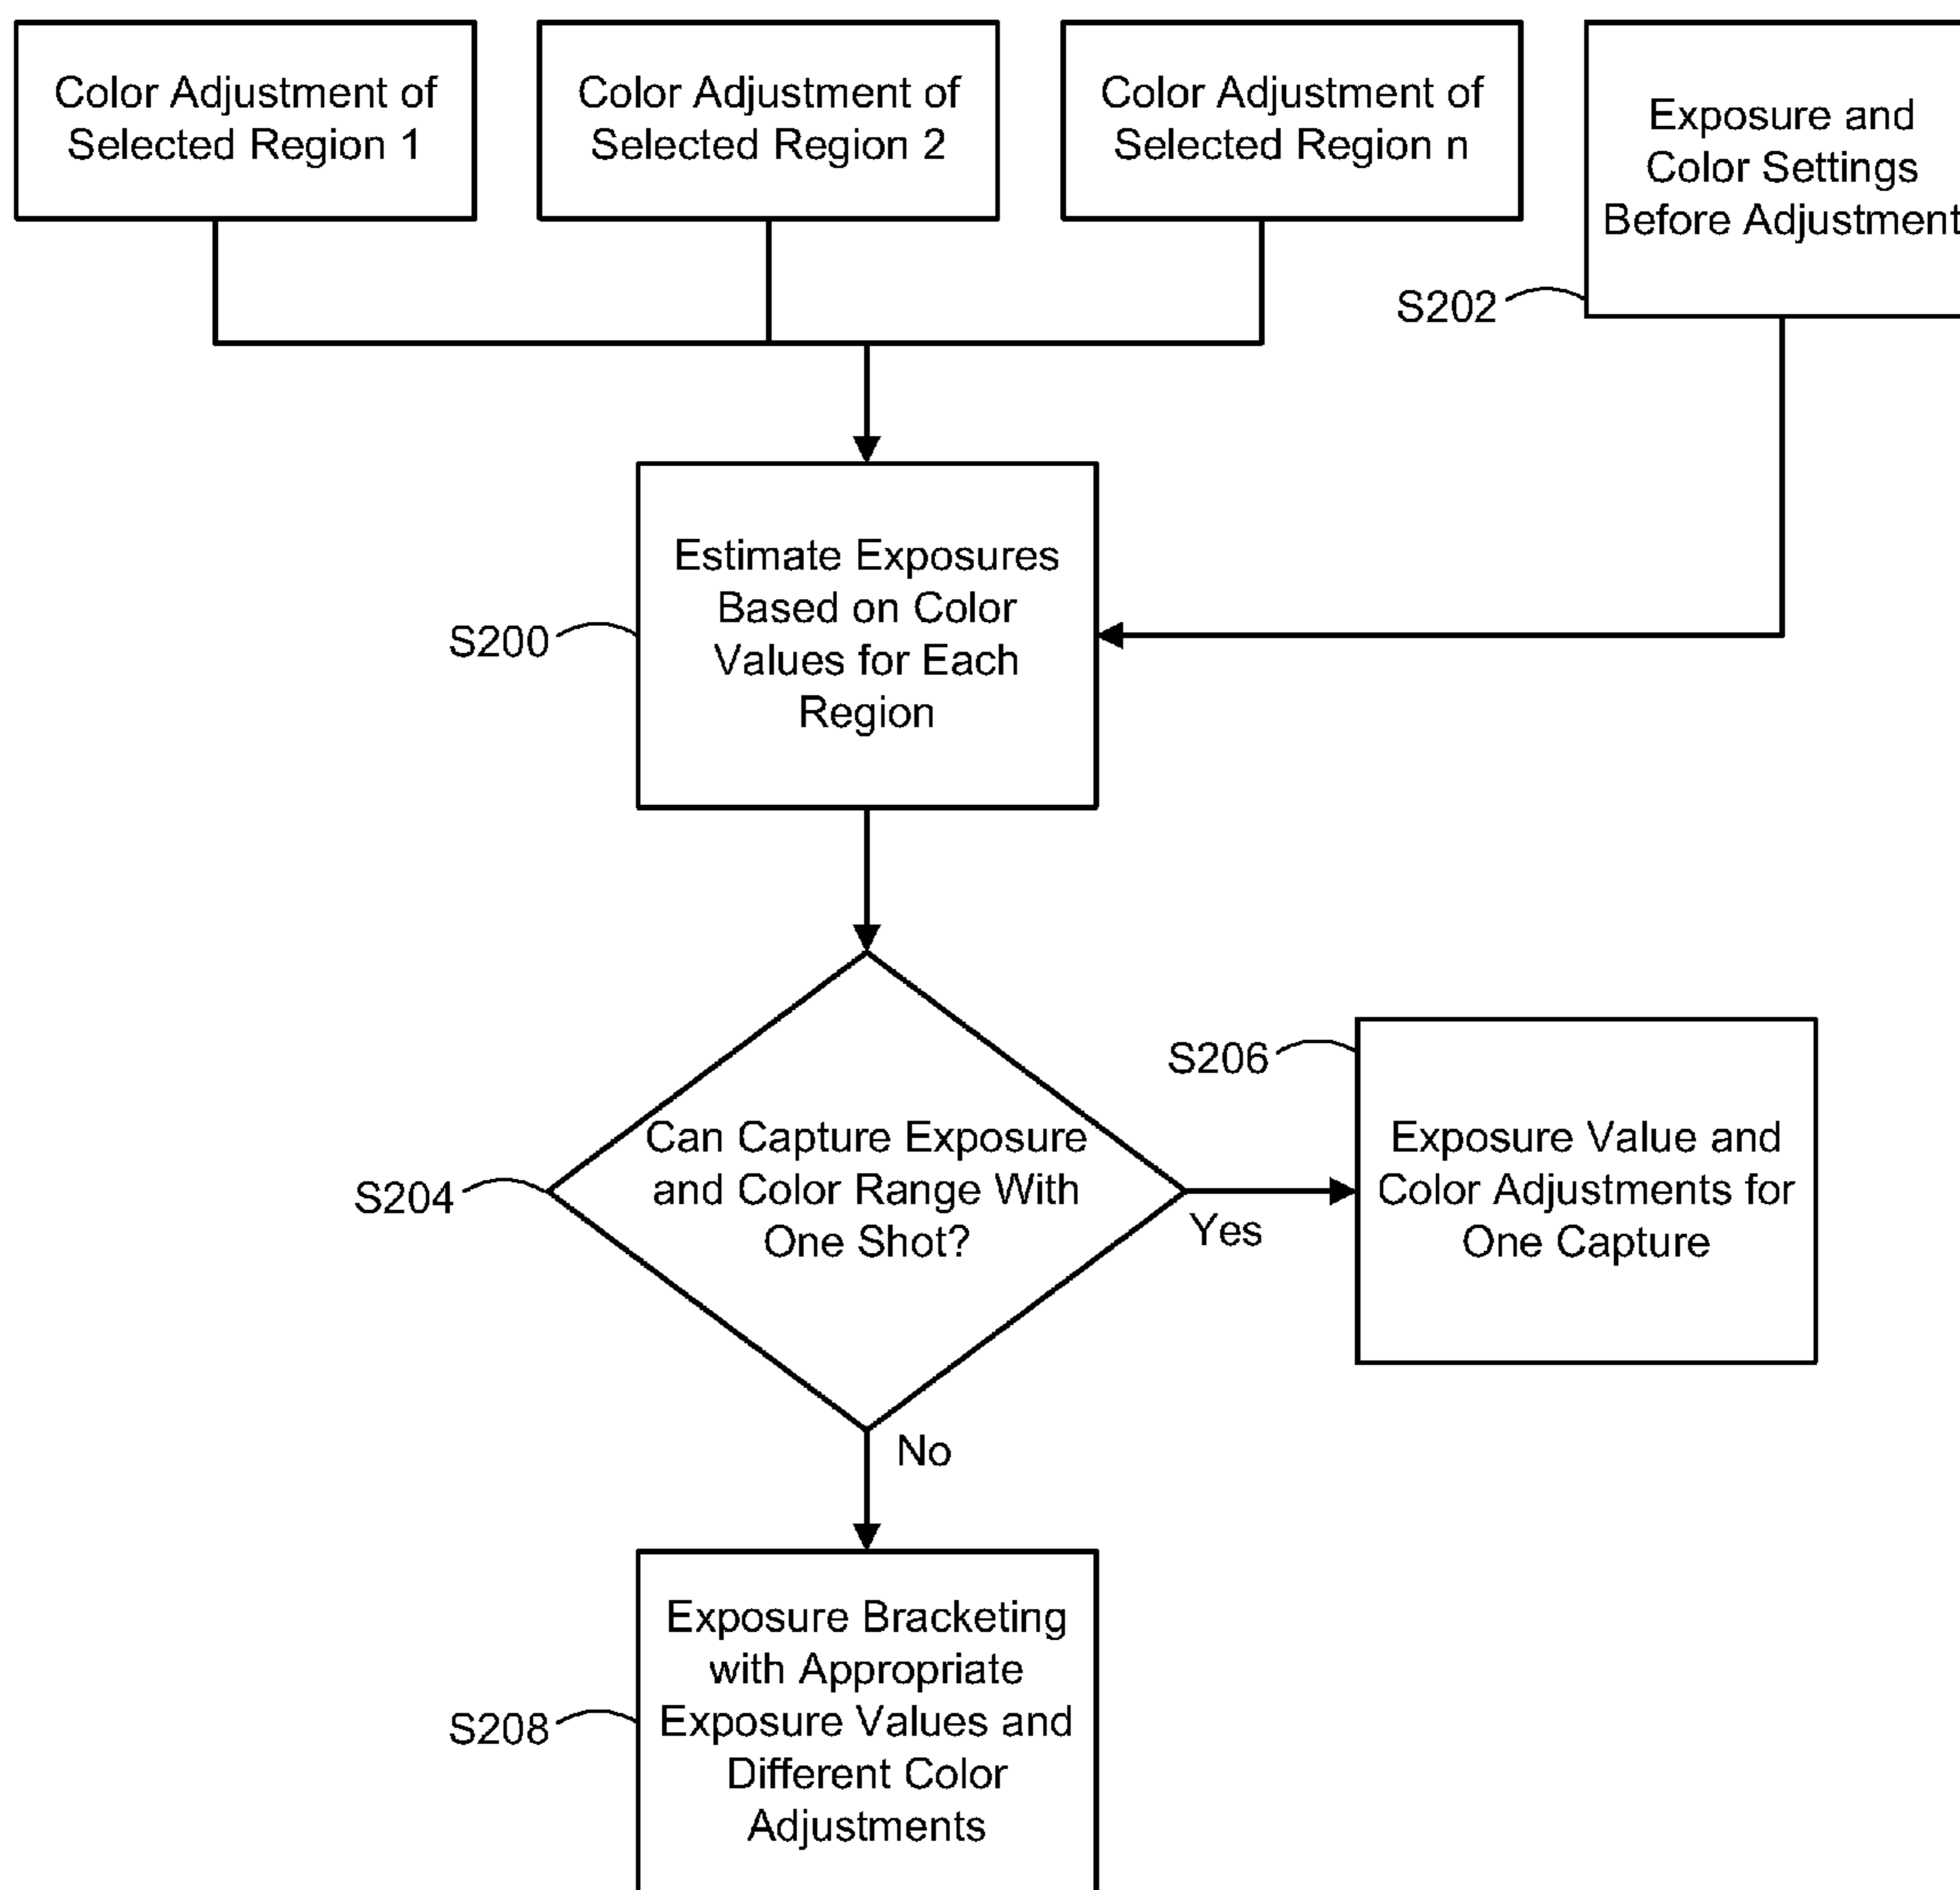 Color Adjustment of
Selected Region 1
Color Adjustment of
Selected Region 2
Color Adjustment of
Selected Region n
Exposure and
Color Settings
Before Adjustment
S202
Estimate Exposures
Based on Color
Values for Each
Region
S200
Can Capture Exposure
and Color Range With
One Shot?
S204
Yes
S206
Exposure Value and
Color Adjustments for
One Capture
No
Exposure Bracketing
with Appropriate
Exposure Values and
Different Color
Adjustments
S208